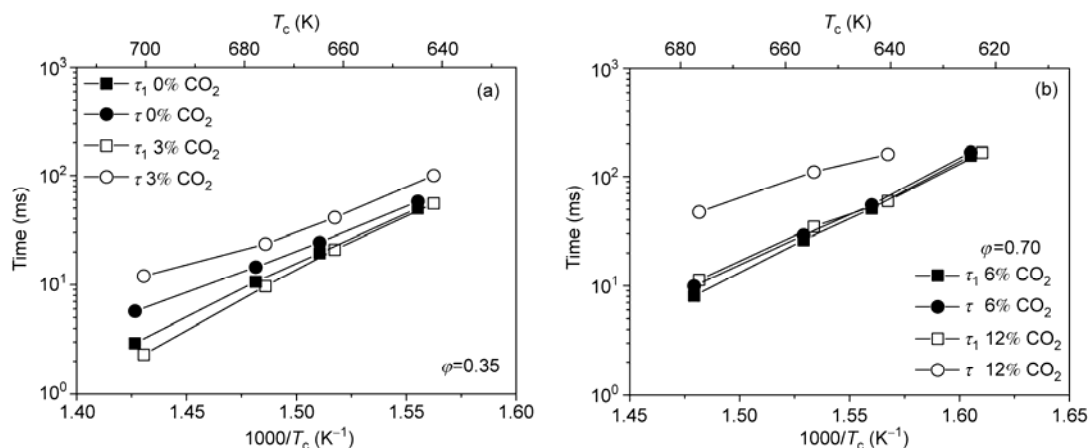 T_c (K)
700 680 660 640
10^3
(a)
τ_1 0% CO_2
τ 0% CO_2
τ_1 3% CO_2
τ 3% CO_2
10^2
Time (ms)
10^1
φ=0.35
10^0
1.40 1.45 1.50 1.55 1.60
1000/T_c (K^−1)
T_c (K)
680 660 640 620
10^3
(b)
10^2
Time (ms)
φ=0.70
τ_1 6% CO_2
10^1
τ 6% CO_2
τ_1 12% CO_2
τ 12% CO_2
10^0
1.45 1.50 1.55 1.60 1.65
1000/T_c (K^−1)